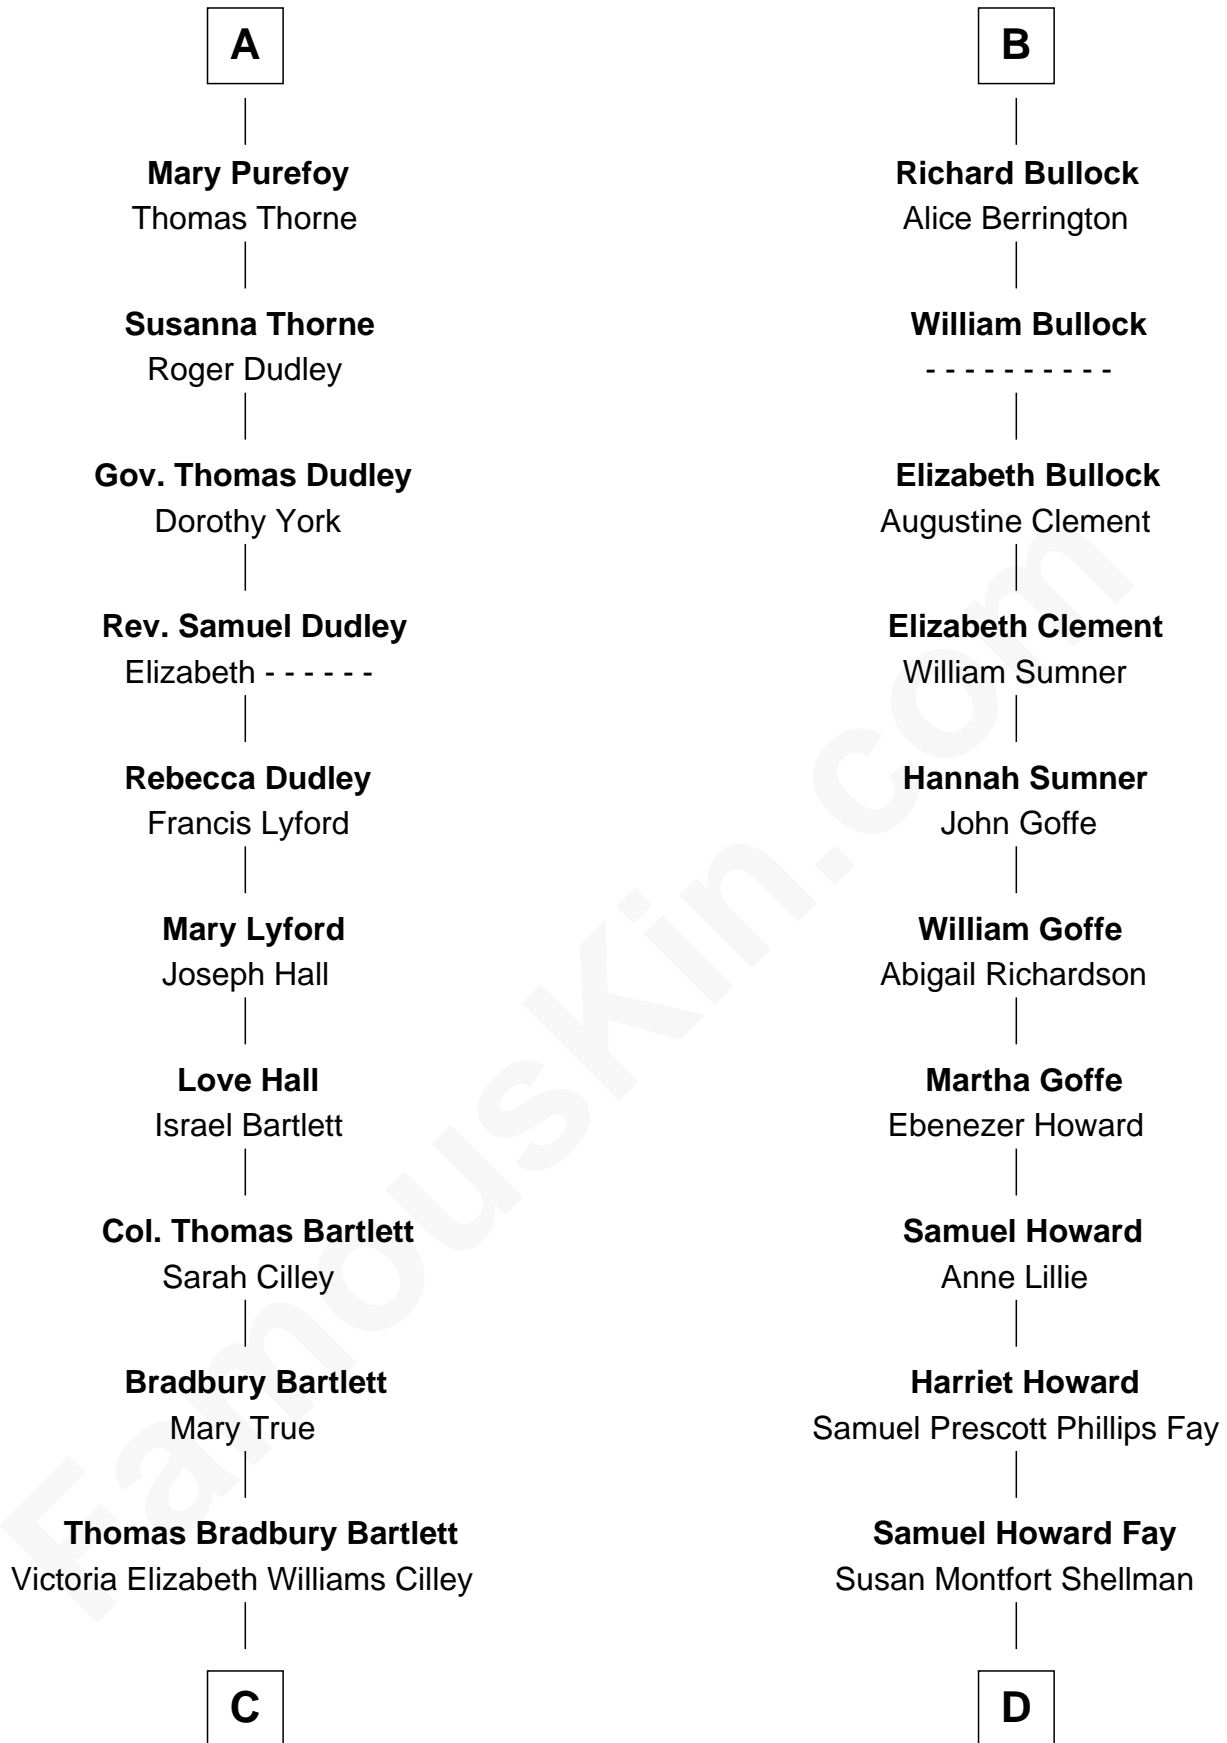 A
Mary Purefoy
Thomas Thorne
Susanna Thorne
Roger Dudley
Gov. Thomas Dudley
Dorothy York
Rev. Samuel Dudley
Elizabeth - - - - - -
Rebecca Dudley
Francis Lyford
Mary Lyford
Joseph Hall
Love Hall
Israel Bartlett
Col. Thomas Bartlett
Sarah Cilley
Bradbury Bartlett
Mary True
Thomas Bradbury Bartlett
Victoria Elizabeth Williams Cilley
C
B
Richard Bullock
Alice Berrington
William Bullock
- - - - - - - - - -
Elizabeth Bullock
Augustine Clement
Elizabeth Clement
William Sumner
Hannah Sumner
John Goffe
William Goffe
Abigail Richardson
Martha Goffe
Ebenezer Howard
Samuel Howard
Anne Lillie
Harriet Howard
Samuel Prescott Phillips Fay
Samuel Howard Fay
Susan Montfort Shellman
D
FamousKin.com